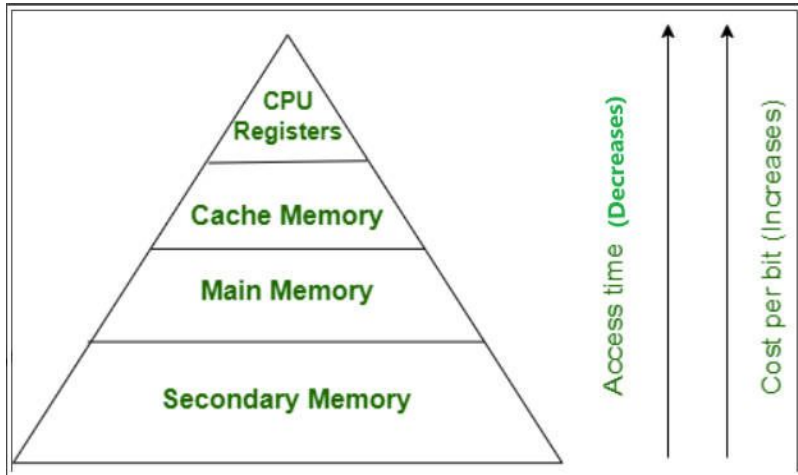 CPU
Registers
Cache Memory
Main Memory
Secondary Memory
Access time (Decreases)
Cost per bit (Increases)